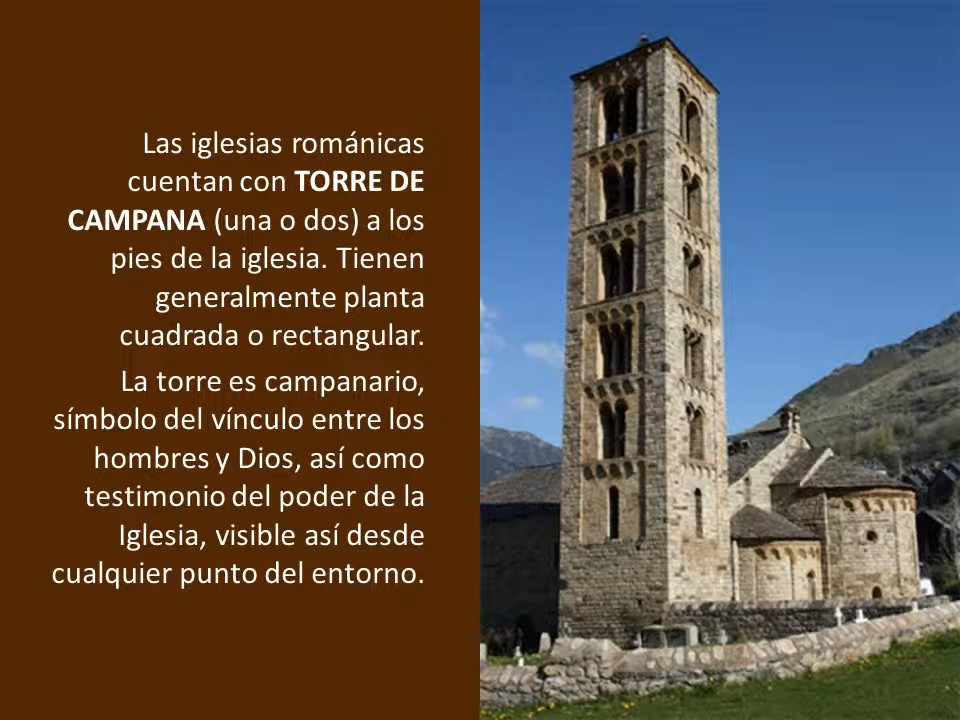 Las iglesias románicas
cuentan con TORRE DE
CAMPANA (una o dos) a los
pies de la iglesia. Tienen
generalmente planta
cuadrada o rectangular.
La torre es campanario,
símbolo del vínculo entre los
hombres y Dios, así como
testimonio del poder de la
Iglesia, visible así desde
cualquier punto del entorno.